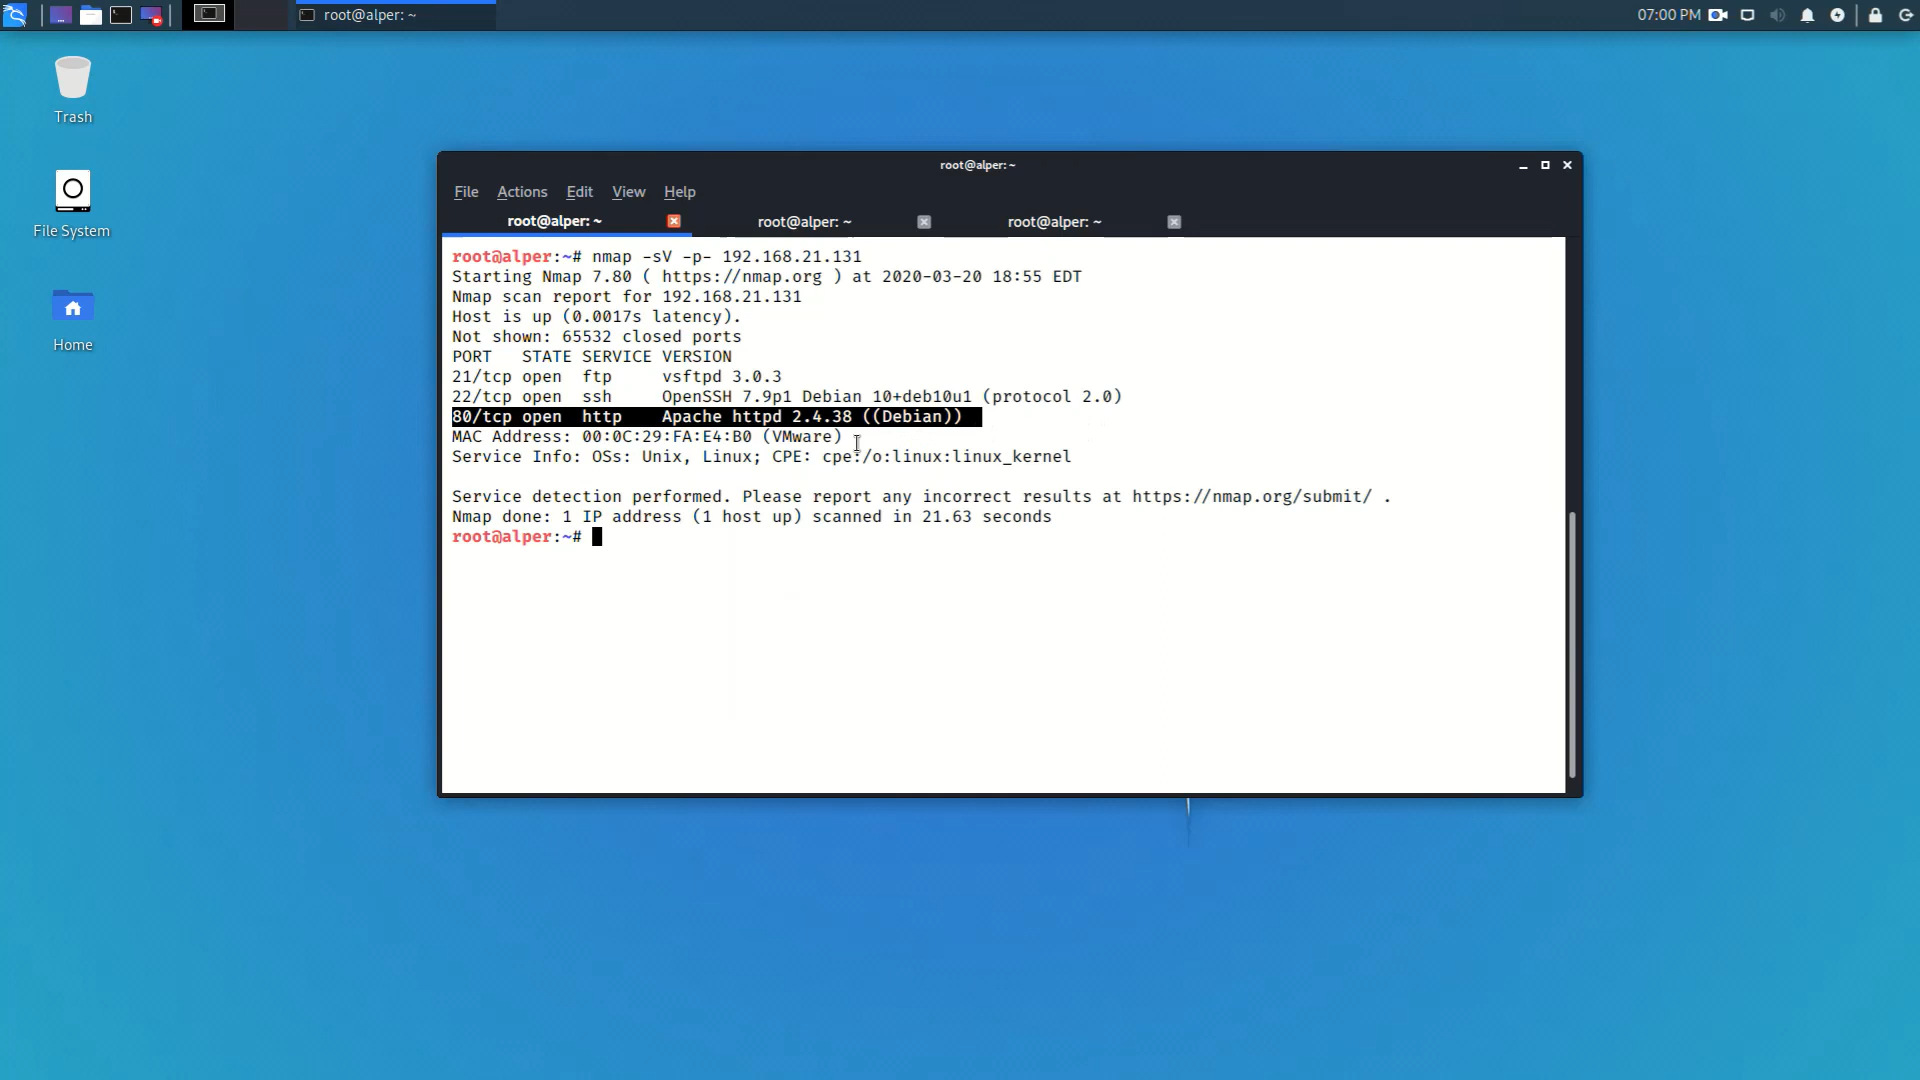 root@alper: ~
07:00 PM
Trash
File System
Home
root@alper: ~
File Actions Edit View Help
root@alper: ~ root@alper: ~ root@alper: ~
root@alper:~# nmap -sV -p- 192.168.21.131
Starting Nmap 7.80 ( https://nmap.org ) at 2020-03-20 18:55 EDT
Nmap scan report for 192.168.21.131
Host is up (0.0017s latency).
Not shown: 65532 closed ports
PORT   STATE SERVICE VERSION
21/tcp open  ftp     vsftpd 3.0.3
22/tcp open  ssh     OpenSSH 7.9p1 Debian 10+deb10u1 (protocol 2.0)
80/tcp open  http    Apache httpd 2.4.38 ((Debian))
MAC Address: 00:0C:29:FA:E4:B0 (VMware)
Service Info: OSs: Unix, Linux; CPE: cpe:/o:linux:linux_kernel
Service detection performed. Please report any incorrect results at https://nmap.org/submit/ .
Nmap done: 1 IP address (1 host up) scanned in 21.63 seconds
root@alper:~#